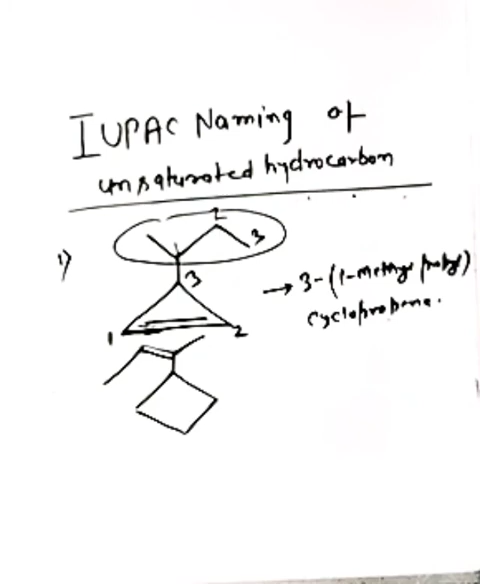 IUPAC Naming of
unsaturated hydrocarbon
1)
2
3
3
1
2
→ 3-(1-methyl propyl)
cyclopropene.